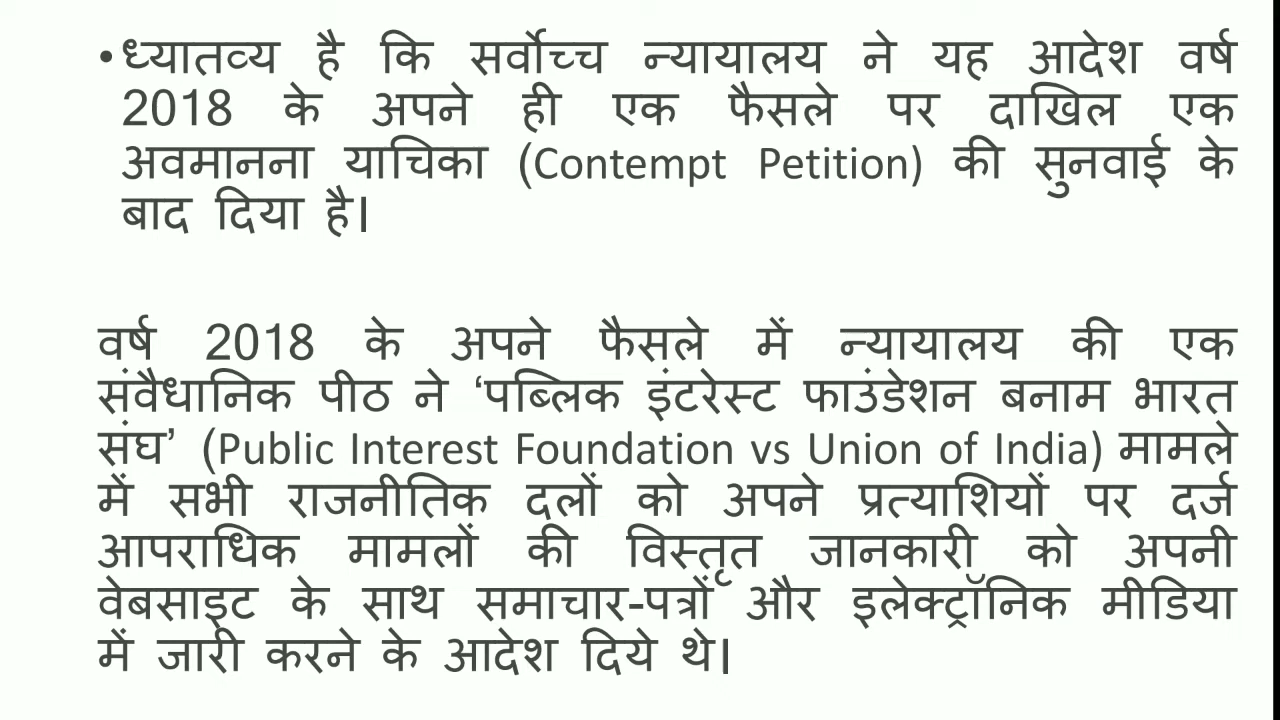 •ध्यातव्य है कि सर्वोच्च न्यायालय ने यह आदेश वर्ष
2018 के अपने ही एक फैसले पर दाखिल एक
अवमानना याचिका (Contempt Petition) की सुनवाई के
बाद दिया है।
वर्ष 2018 के अपने फैसले में न्यायालय की एक
संवैधानिक पीठ ने ‘पब्लिक इंटरेस्ट फाउंडेशन बनाम भारत
संघ’ (Public Interest Foundation vs Union of India) मामले
में सभी राजनीतिक दलों को अपने प्रत्याशियों पर दर्ज
आपराधिक मामलों की विस्तृत जानकारी को अपनी
वेबसाइट के साथ समाचार-पत्रों और इलेक्ट्रॉनिक मीडिया
में जारी करने के आदेश दिये थे।